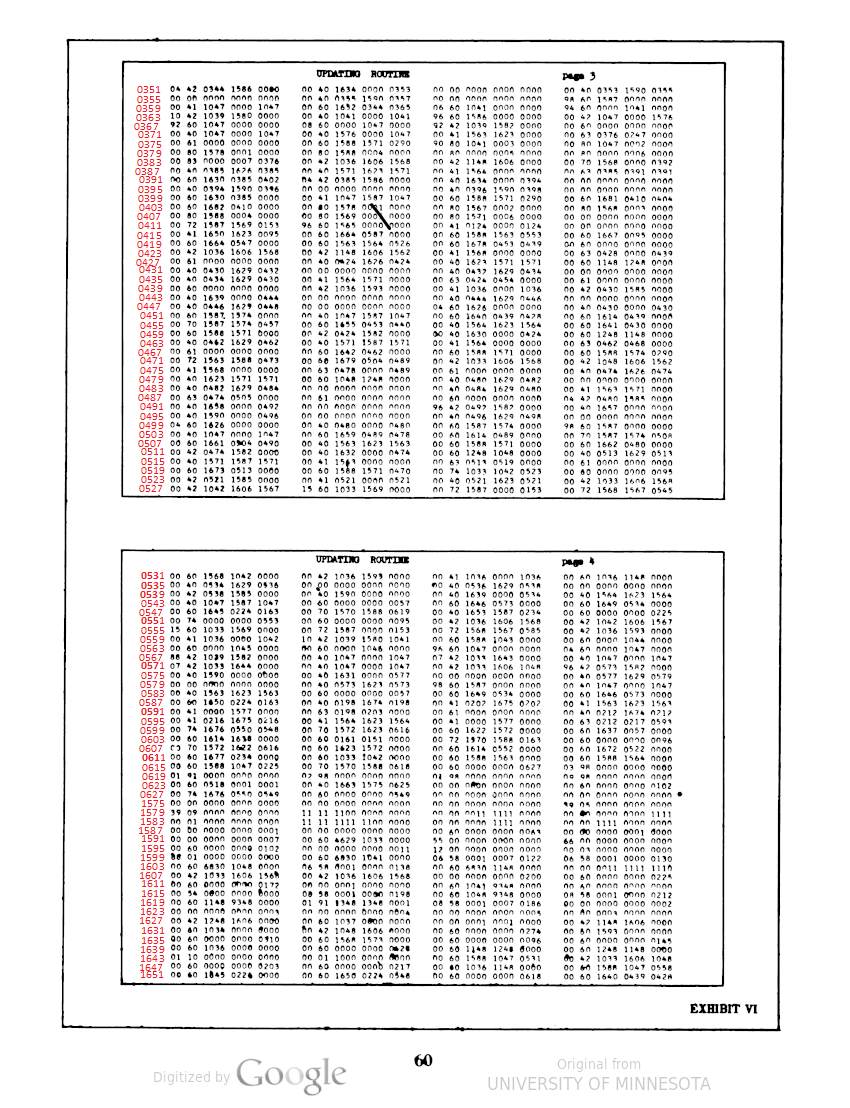 UPDATING ROUTINE page 3
0351 04 42 0344 1586 0000 00 40 1634 0000 0353 00 00 0000 0000 0000 00 40 0353 1590 0355
0355 00 00 0000 0000 0000 00 40 0355 1590 0357 00 00 0000 0000 0000 98 60 1587 0000 0000
0359 00 41 1047 0000 1047 00 60 1652 0344 0365 06 60 1041 0000 0000 94 60 0000 1041 0000
0363 10 42 1039 1580 0000 00 40 1041 0000 1041 96 60 1586 0000 0000 00 42 1047 0000 1576
0367 92 60 1047 0000 0000 08 60 0000 1047 0000 92 42 1039 1582 0000 00 60 0000 0000 0000
0371 00 40 1047 0000 1047 00 40 1576 0000 1047 00 41 1563 1623 0000 00 63 0376 0247 0000
0375 00 61 0000 0000 0000 00 60 1588 1571 0290 90 80 1041 0003 0000 00 80 1047 0002 0000
0379 00 80 1578 0001 0000 00 80 1588 0004 0000 00 80 0000 0005 0000 00 80 0000 0006 0000
0383 00 83 0000 0007 0376 00 42 1036 1606 1568 00 42 1148 1606 0000 00 70 1568 0000 0392
0387 00 40 0385 1626 0385 00 40 1571 1623 1571 00 41 1564 0000 0000 00 63 0385 0391 0391
0391 00 60 1630 0385 0402 04 42 0385 1586 0000 00 40 1634 0000 0394 00 00 0000 0000 0000
0395 00 40 0394 1590 0396 00 00 0000 0000 0000 00 40 0396 1590 0398 00 00 0000 0000 0000
0399 00 60 1630 0385 0000 00 41 1047 1587 1047 00 60 1588 1571 0290 00 60 1681 0410 0404
0403 00 60 1682 0410 0000 00 80 1578 0001 0000 00 80 1567 0002 0000 00 80 1568 0003 0000
0407 00 80 1588 0004 0000 00 80 1569 0000 00 80 1571 0006 0000 00 00 0000 0000 0000
0411 00 72 1587 1569 0153 96 60 1565 0000 0000 00 41 0124 0000 0124 00 00 0000 0000 0000
0415 00 41 1650 1623 0095 00 60 1664 0587 0000 00 60 1588 1563 0553 00 60 1667 0095 0000
0419 00 60 1664 0547 0000 00 60 1563 1564 0526 00 60 1678 0453 0439 00 60 0000 0000 0000
0423 00 42 1036 1606 1568 00 42 1148 1606 1562 00 41 1568 0000 0000 00 63 0428 0000 0439
0427 00 61 0000 0000 0000 00 40 0424 1626 0424 00 40 1623 1571 1571 00 60 1148 1248 0000
0431 00 40 0430 1629 0432 00 00 0000 0000 0000 00 40 0432 1629 0434 00 00 0000 0000 0000
0435 00 40 0434 1629 0430 00 41 1564 1571 0000 00 63 0424 0454 0000 00 61 0000 0000 0000
0439 00 60 0000 0000 0000 00 42 1036 1593 0000 00 41 1036 0000 1036 00 42 0430 1585 0000
0443 00 40 1639 0000 0444 00 00 0000 0000 0000 00 40 0444 1629 0446 00 00 0000 0000 0000
0447 00 40 0446 1629 0448 00 00 0000 0000 0000 04 60 1626 0000 0000 00 40 0430 0000 0430
0451 00 60 1587 1574 0000 00 40 1047 1587 1047 00 60 1640 0439 0428 00 60 1614 0439 0000
0455 00 70 1587 1574 0457 00 60 1655 0453 0440 00 40 1564 1623 1564 00 60 1641 0430 0000
0459 00 60 1588 1571 0000 00 42 0424 1582 0000 00 40 1630 0000 0424 00 60 1248 1148 0000
0463 00 40 0462 1629 0462 00 40 1571 1587 1571 00 41 1564 0000 0000 00 63 0462 0468 0000
0467 00 61 0000 0000 0000 00 60 1642 0462 0000 00 60 1588 1571 0000 00 60 1588 1574 0290
0471 00 72 1563 1588 0473 00 60 1679 0504 0489 00 42 1033 1606 1568 00 42 1048 1606 1562
0475 00 41 1568 0000 0000 00 63 0478 0000 0489 00 61 0000 0000 0000 00 40 0474 1626 0474
0479 00 40 1623 1571 1571 00 60 1048 1248 0000 00 40 0480 1629 0482 00 00 0000 0000 0000
0483 00 40 0482 1629 0484 00 00 0000 0000 0000 00 40 0484 1629 0480 00 41 1563 1571 0000
0487 00 63 0474 0505 0000 00 61 0000 0000 0000 00 60 0000 0000 0000 04 42 0480 1585 0000
0491 00 40 1658 0000 0492 00 00 0000 0000 0000 96 42 0492 1582 0000 00 40 1657 0000 0000
0495 00 40 1590 0000 0496 00 00 0000 0000 0000 00 40 0496 1629 0498 00 00 0000 0000 0000
0499 04 60 1626 0000 0000 00 40 0480 0000 0480 00 60 1587 1574 0000 98 60 1587 0000 0000
0503 00 40 1047 0000 1047 00 60 1659 0489 0478 00 60 1614 0489 0000 00 70 1587 1574 0508
0507 00 60 1661 0504 0490 00 40 1563 1623 1563 00 60 1588 1571 0000 00 60 1662 0480 0000
0511 00 42 0474 1582 0000 00 40 1632 0000 0474 00 60 1248 1048 0000 00 40 0513 1629 0513
0515 00 40 1571 1587 1571 00 41 1563 0000 0000 00 63 0513 0519 0000 00 61 0000 0000 0000
0519 00 60 1673 0513 0000 00 60 1588 1571 0470 00 74 1033 1042 0523 00 60 0000 0000 0095
0523 00 42 0521 1585 0000 00 41 0521 0000 0521 00 40 0521 1623 0521 00 42 1033 1606 1568
0527 00 42 1042 1606 1567 15 60 1033 1569 0000 00 72 1587 0000 0153 00 72 1568 1567 0545
UPDATING ROUTINE page 4
0531 00 60 1568 1042 0000 00 42 1036 1593 0000 00 41 1036 0000 1036 00 60 1036 1148 0000
0535 00 40 0534 1629 0536 00 00 0000 0000 0000 00 40 0536 1629 0538 00 00 0000 0000 0000
0539 00 42 0538 1585 0000 00 40 1590 0000 0000 00 40 1639 0000 0534 00 40 1564 1623 1564
0543 00 40 1047 1587 1047 00 60 0000 0000 0057 00 60 1646 0573 0000 00 60 1649 0534 0000
0547 00 60 1645 0224 0163 00 70 1570 1588 0619 00 40 1653 1587 0234 00 60 0000 0000 0225
0551 00 74 0000 0000 0553 00 60 0000 0000 0095 00 42 1036 1606 1568 00 42 1042 1606 1567
0555 15 60 1033 1569 0000 00 72 1587 0000 0153 00 72 1568 1567 0585 00 42 1036 1593 0000
0559 00 41 1036 0000 1042 10 42 1039 1580 1041 00 60 1588 1043 0000 00 60 0000 1044 0000
0563 00 60 0000 1045 0000 00 60 0000 1046 0000 96 60 1047 0000 0000 04 60 1047 0000 0000
0567 88 42 1039 1582 0000 00 40 1047 0000 1047 07 42 1033 1643 0000 00 40 1047 0000 1047
0571 07 42 1033 1644 0000 00 40 1047 0000 1047 00 42 1033 1606 1048 96 42 0573 1582 0000
0575 00 40 1590 0000 0000 00 40 1631 0000 0577 00 00 0000 0000 0000 00 40 0577 1629 0579
0579 00 00 0000 0000 0000 00 40 0573 1623 0573 98 60 1587 0000 0000 00 40 1047 0000 1047
0583 00 40 1563 1623 1563 00 60 0000 0000 0057 00 60 1649 0534 0000 00 60 1646 0573 0000
0587 00 60 1650 0224 0163 00 40 0198 1674 0198 00 41 0202 1675 0202 00 41 1563 1623 1563
0591 00 41 0000 1577 0000 00 63 0198 0203 0000 00 61 0000 0000 0000 00 40 0212 1674 0212
0595 00 41 0216 1675 0216 00 41 1564 1623 1564 00 41 0000 1577 0000 00 63 0212 0217 0593
0599 00 74 1676 0550 0548 00 70 1572 1623 0616 00 60 1622 1572 0000 00 60 1637 0057 0000
0603 00 60 1614 1638 0000 00 60 0161 0151 0000 00 72 1570 1588 0163 00 60 0000 0000 0096
0607 00 70 1572 1622 0616 00 60 1623 1572 0000 00 60 1614 0552 0000 00 60 1672 0522 0000
0611 00 60 1677 0234 0000 00 60 1033 1042 0000 00 60 1588 1563 0000 00 60 1588 1564 0000
0615 00 60 1588 1047 0225 00 70 1570 1588 0618 00 60 0000 0000 0627 03 98 0000 0000 0000
0619 01 91 0000 0000 0000 02 98 0000 0000 0000 01 98 0000 0000 0000 09 98 0000 0000 0000
0623 00 60 0518 0001 0001 00 40 1663 1575 0625 00 00 0000 0000 0000 00 60 0000 0000 0102
0627 00 74 1676 0550 0549 00 60 0000 0000 0549 00 00 0000 0000 0000 00 00 0000 0000 0000
1575 00 00 0000 0000 0000 00 00 0000 0000 0000 00 00 0000 0000 0000 59 05 0000 0000 0000
1579 39 09 0000 0000 0000 11 11 1100 0000 0000 00 00 0011 1111 0000 00 00 0000 0000 1111
1583 00 01 0000 0000 0000 11 11 1111 1100 0000 00 00 0000 1111 0000 00 00 1111 0000 0000
1587 00 00 0000 0000 0001 00 00 0000 0000 0000 00 60 0000 0000 0063 00 00 0000 0001 0000
1591 00 00 0000 0000 0007 00 60 4629 1033 0000 55 00 0000 0000 0000 66 00 0000 0000 0000
1595 00 60 0000 0000 0102 00 00 0000 0000 0011 12 00 0000 0000 0000 00 03 0000 0000 0000
1599 88 01 0000 0000 0000 00 60 6830 1041 0000 06 58 0001 0007 0122 06 58 0001 0000 0130
1603 00 60 6830 1048 0000 06 58 0001 0000 0138 00 60 6830 1148 0000 00 00 0011 1111 1110
1607 00 42 1033 1606 1568 00 42 1036 1606 1568 00 00 0000 0000 0200 00 60 0000 0000 0225
1611 00 60 0000 0000 0172 00 00 0001 0000 0000 00 60 1041 9348 0000 00 60 0000 0000 0000
1615 00 54 0000 0000 0000 08 58 0001 0000 0198 00 60 1048 9348 0000 00 58 0001 0000 0212
1619 00 60 1148 9348 0000 01 91 1348 1348 0001 08 58 0001 0007 0186 00 00 0000 0000 0002
1623 00 00 0000 0000 0003 00 00 0000 0000 0004 00 00 0000 0000 0005 00 00 0003 0000 0000
1627 00 42 1248 1606 0000 00 60 1037 0000 0000 00 00 0001 0001 0000 00 42 1148 1606 0000
1631 00 60 1034 0000 0000 00 42 1048 1606 0000 00 60 0000 0000 0274 00 60 1593 0000 0000
1635 00 60 0000 0000 0310 00 60 1568 1573 0000 00 60 0000 0000 0096 00 60 0000 0000 0145
1639 00 60 1036 0000 0000 00 60 0000 0000 0428 00 60 1148 1248 0000 00 60 1248 1148 0000
1643 01 10 0000 0000 0000 00 01 1000 0000 0000 00 60 1588 1047 0531 00 42 1033 1606 1048
1647 00 60 0000 0000 0203 00 60 0000 0000 0217 00 60 1036 1148 0000 00 60 1588 1047 0558
1651 00 60 1645 0224 0000 00 60 1650 0224 0548 00 60 0000 0000 0618 00 60 1640 0439 0428
EXHIBIT VI
60
Digitized by Google
Original from
UNIVERSITY OF MINNESOTA